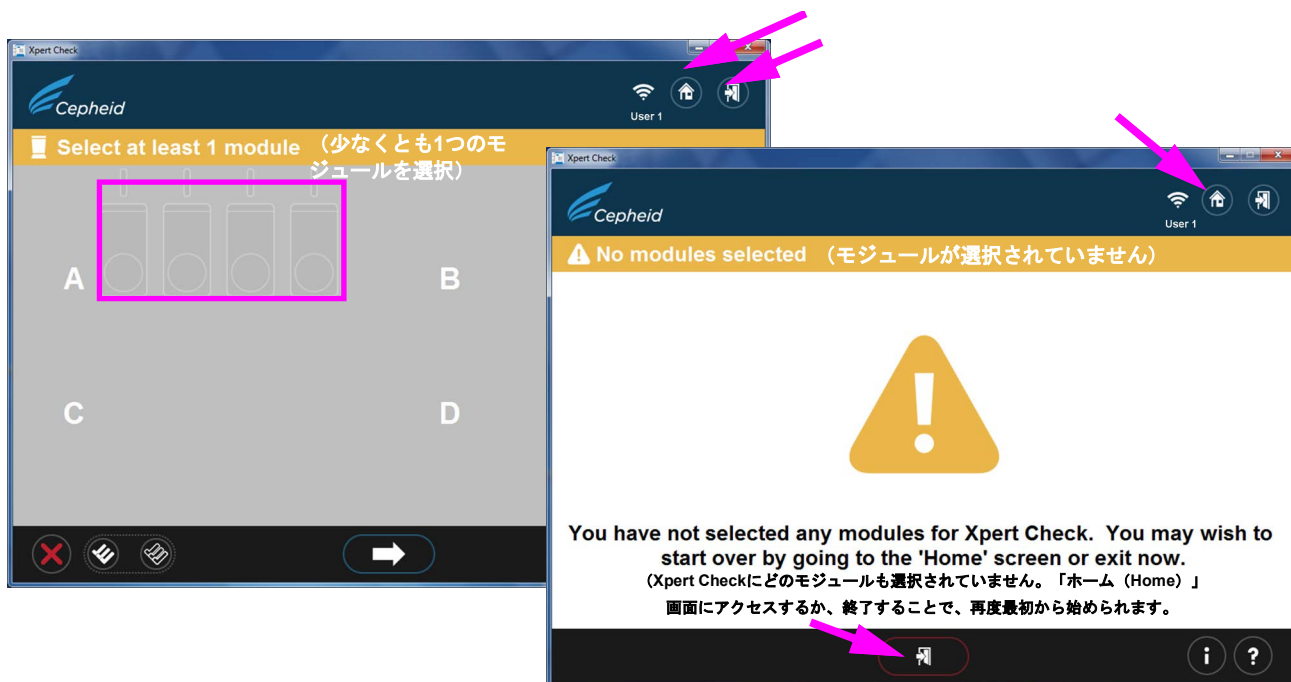 Xpert Check
Cepheid
User 1
Select at least 1 module （少なくとも1つのモ
ジュールを選択）
A
B
C
D
Xpert Check
Cepheid
User 1
No modules selected （モジュールが選択されていません）
You have not selected any modules for Xpert Check. You may wish to
start over by going to the 'Home' screen or exit now.
（Xpert Checkにどのモジュールも選択されていません。「ホーム（Home）」
画面にアクセスするか、終了することで、再度最初から始められます。
i
?